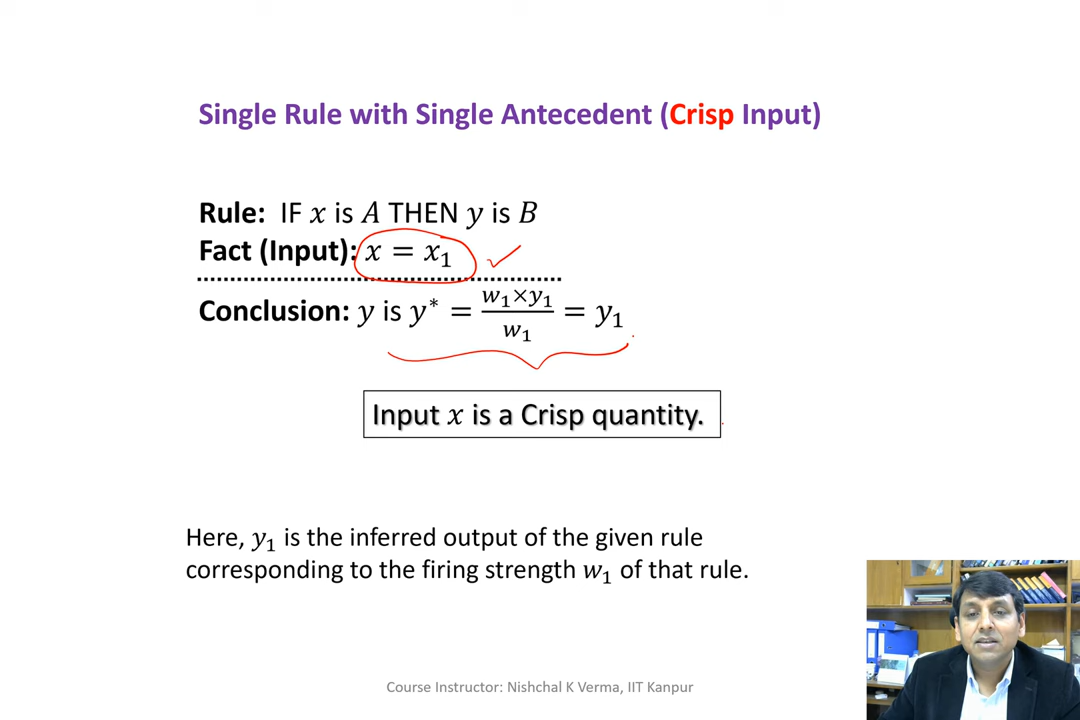 Single Rule with Single Antecedent (Crisp Input)
Rule: IF x is A THEN y is B
Fact (Input): x = x₁
Conclusion: y is y* = (w₁×y₁)/w₁ = y₁
Input x is a Crisp quantity.
Here, y₁ is the inferred output of the given rule
corresponding to the firing strength w₁ of that rule.
Course Instructor: Nishchal K Verma, IIT Kanpur